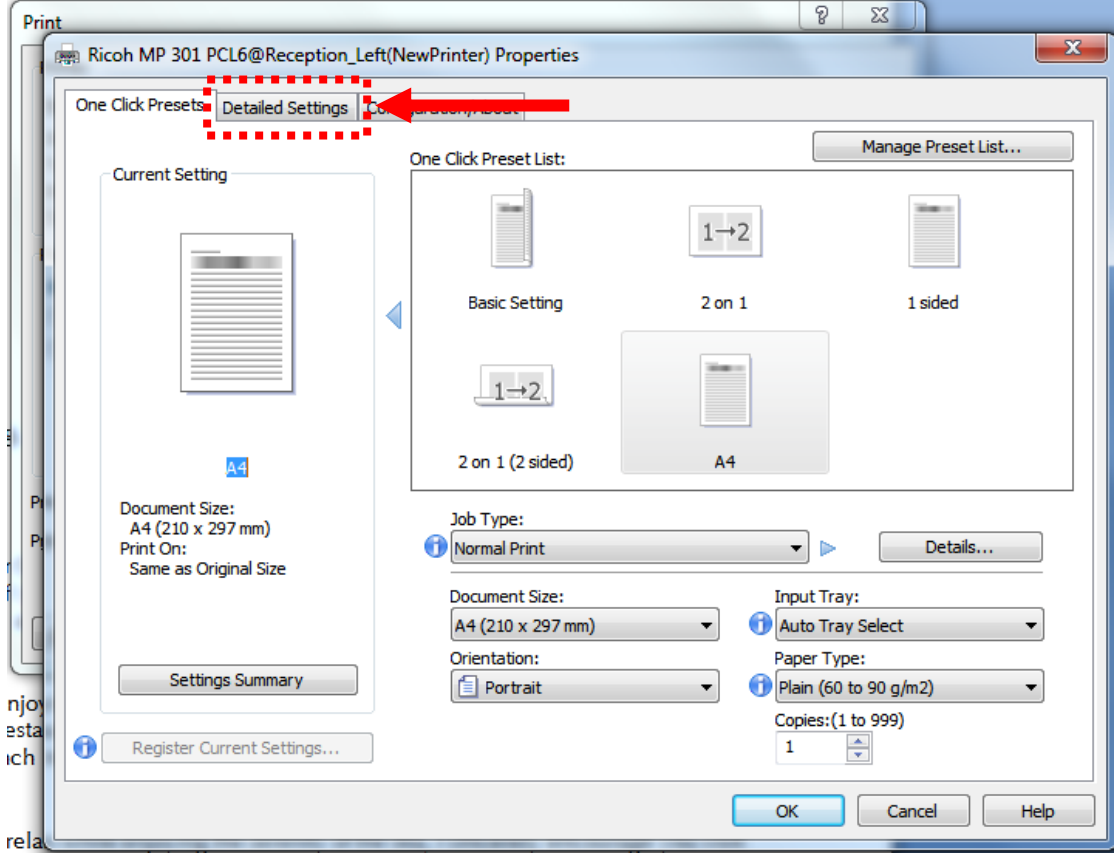 Print
Ricoh MP 301 PCL6@Reception_Left(NewPrinter) Properties
One Click Presets Detailed Settings
Manage Preset List...
Current Setting
One Click Preset List:
1→2
Basic Setting
2 on 1
1 sided
1→2
2 on 1 (2 sided)
A4
A4
Document Size:
A4 (210 x 297 mm)
Print On:
Same as Original Size
Settings Summary
Register Current Settings...
Job Type:
Normal Print
Details...
Document Size:
A4 (210 x 297 mm)
Input Tray:
Auto Tray Select
Orientation:
Portrait
Paper Type:
Plain (60 to 90 g/m2)
Copies:(1 to 999)
1
OK Cancel Help